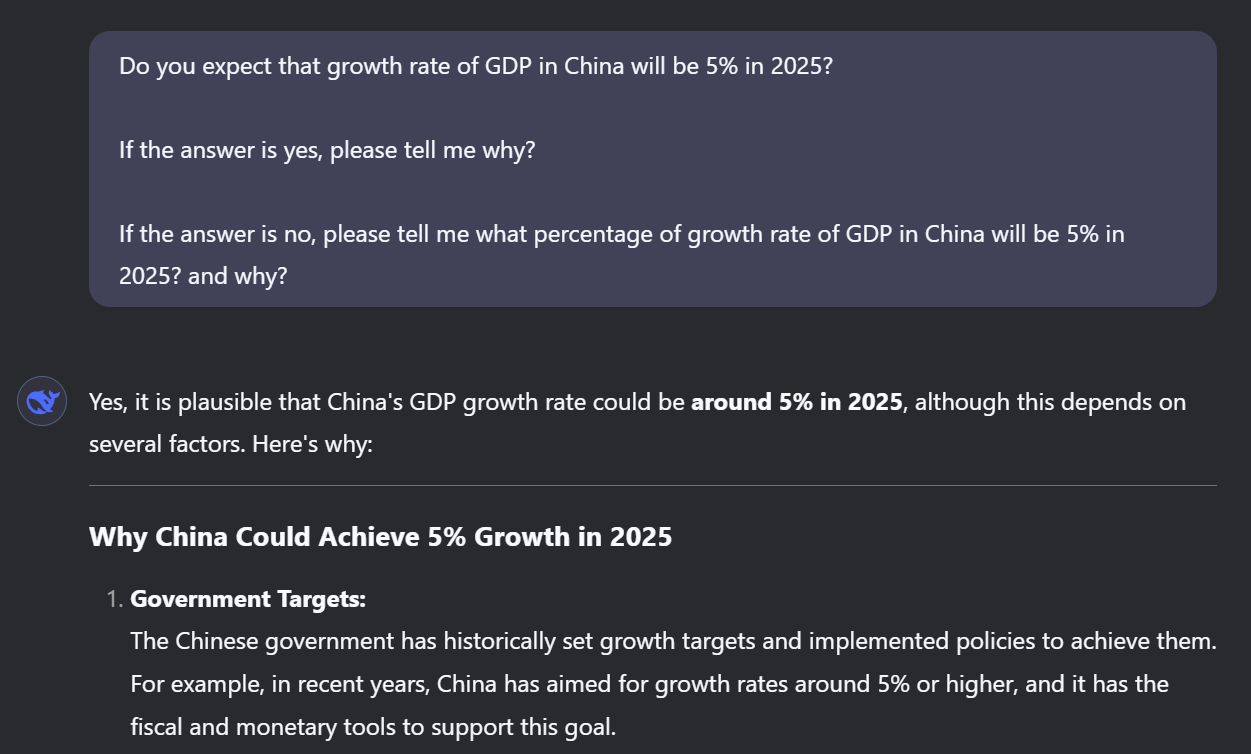 Do you expect that growth rate of GDP in China will be 5% in 2025?
If the answer is yes, please tell me why?
If the answer is no, please tell me what percentage of growth rate of GDP in China will be 5% in
2025? and why?
Yes, it is plausible that China's GDP growth rate could be around 5% in 2025, although this depends on
several factors. Here's why:
Why China Could Achieve 5% Growth in 2025
1. Government Targets:
The Chinese government has historically set growth targets and implemented policies to achieve them.
For example, in recent years, China has aimed for growth rates around 5% or higher, and it has the
fiscal and monetary tools to support this goal.